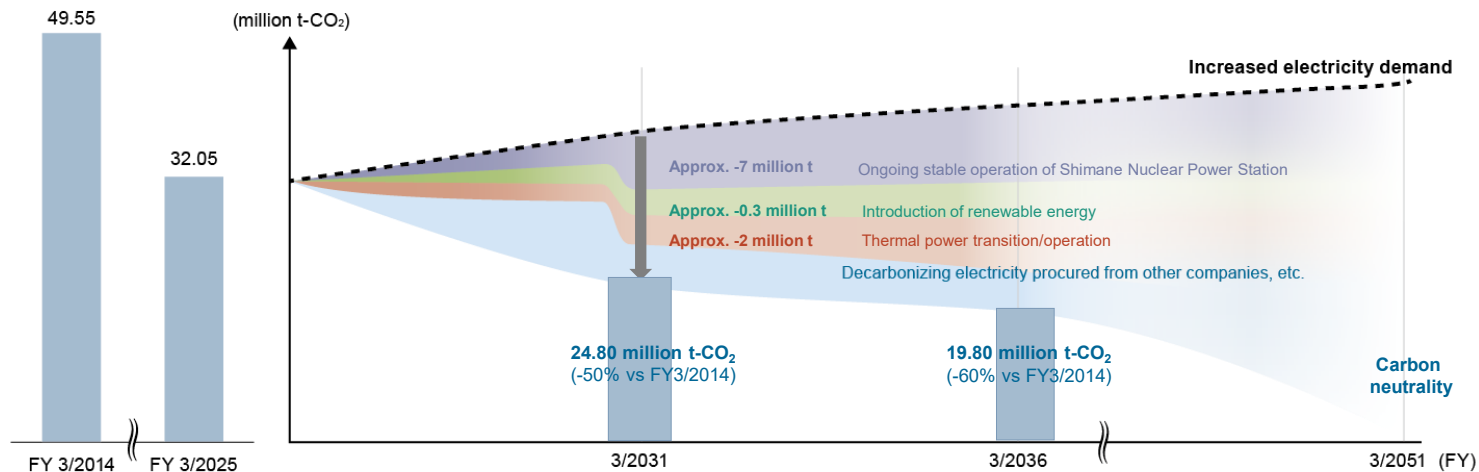 49.55
32.05
FY 3/2014
FY 3/2025
(million t-CO₂)
Increased electricity demand
Approx. -7 million t
Ongoing stable operation of Shimane Nuclear Power Station
Approx. -0.3 million t
Introduction of renewable energy
Approx. -2 million t
Thermal power transition/operation
Decarbonizing electricity procured from other companies, etc.
24.80 million t-CO₂
(-50% vs FY3/2014)
19.80 million t-CO₂
(-60% vs FY3/2014)
Carbon
neutrality
3/2031
3/2036
3/2051
(FY)